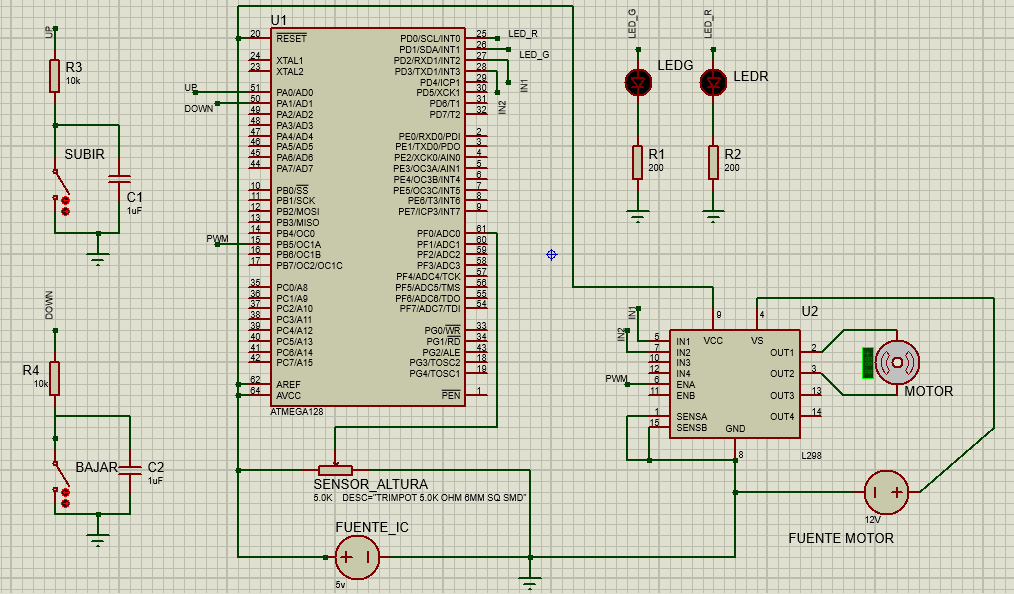 UP
R3
10k
SUBIR
C1
1uF
DOWN
R4
10k
BAJAR
C2
1uF
U1
20 RESET
24 XTAL1
23 XTAL2
UP
51 PA0/AD0
DOWN
50 PA1/AD1
49 PA2/AD2
48 PA3/AD3
47 PA4/AD4
46 PA5/AD5
45 PA6/AD6
44 PA7/AD7
10 PB0/SS
11 PB1/SCK
12 PB2/MOSI
13 PB3/MISO
14 PB4/OC0
PWM
15 PB5/OC1A
16 PB6/OC1B
17 PB7/OC2/OC1C
35 PC0/A8
36 PC1/A9
37 PC2/A10
38 PC3/A11
39 PC4/A12
40 PC5/A13
41 PC6/A14
42 PC7/A15
62 AREF
64 AVCC
ATMEGA128
PD0/SCL/INT0 25
LED_R
PD1/SDA/INT1 26
LED_G
PD2/RXD1/INT2 27
PD3/TXD1/INT3 28
PD4/ICP1 29
PD5/XCK1 30
PD6/T1 31
PD7/T2 32
IN1
IN2
PE0/RXD0/PDI 2
PE1/TXD0/PDO 3
PE2/XCK0/AIN0 4
PE3/OC3A/AIN1 5
PE4/OC3B/INT4 6
PE5/OC3C/INT5 7
PE6/T3/INT6 8
PE7/ICP3/INT7 9
PF0/ADC0 61
PF1/ADC1 60
PF2/ADC2 59
PF3/ADC3 58
PF4/ADC4/TCK 57
PF5/ADC5/TMS 56
PF6/ADC6/TDO 55
PF7/ADC7/TDI 54
PG0/WR 33
PG1/RD 34
PG2/ALE 43
PG3/TOSC2 18
PG4/TOSC1 19
PEN 1
SENSOR_ALTURA
5.0K DESC="TRIMPOT 5.0K OHM 6MM SQ SMD"
FUENTE_IC
5v
LED_G
LEDG
R1
200
LED_R
LEDR
R2
200
U2
9
VCC
4
VS
IN1
IN2
5 IN1
7 IN2
10 IN3
12 IN4
PWM
6 ENA
11 ENB
1 SENSA
15 SENSB
OUT1 2
OUT2 3
OUT3 13
OUT4 14
GND
8
L298
MOTOR
12V
FUENTE MOTOR